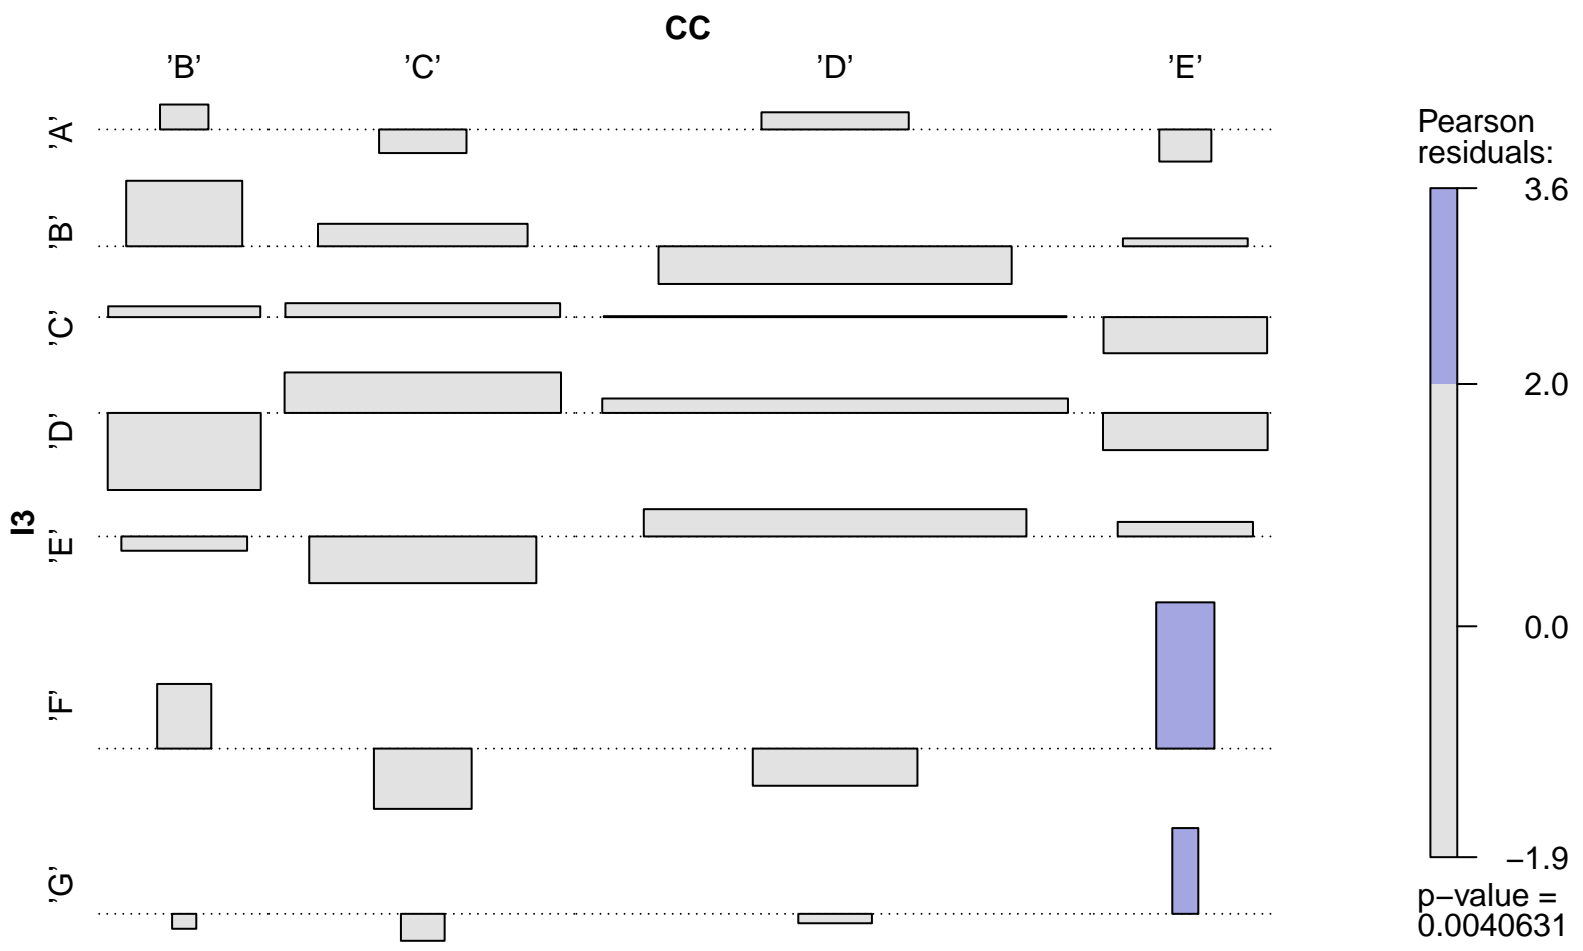 CC
’B’ ’C’ ’D’ ’E’
I3
’A’
’B’
’C’
’D’
’E’
’F’
’G’
Pearson
residuals:
3.6
2.0
0.0
−1.9
p−value =
0.0040631